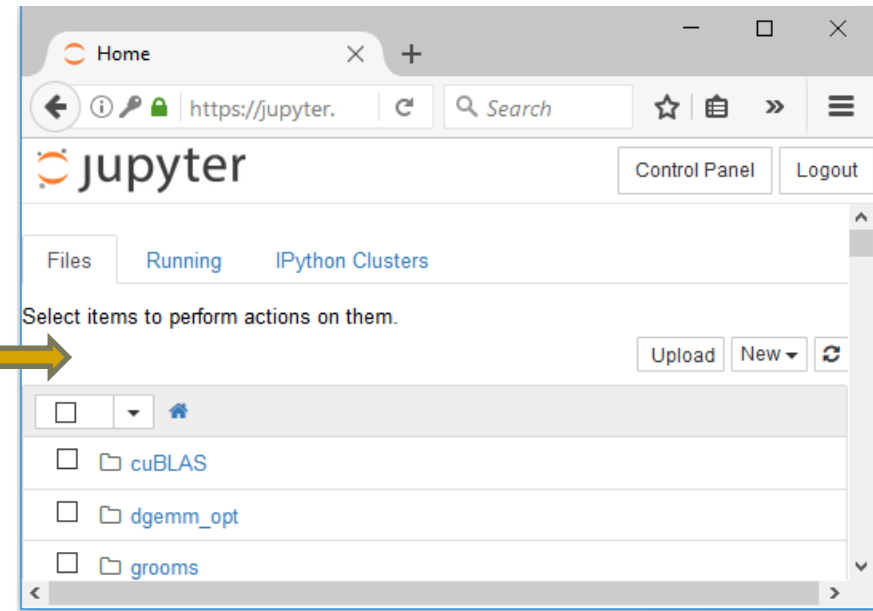 Home
https://jupyter.
Search
jupyter
Control Panel
Logout
Files
Running
IPython Clusters
Select items to perform actions on them.
Upload
New
cuBLAS
dgemm_opt
grooms